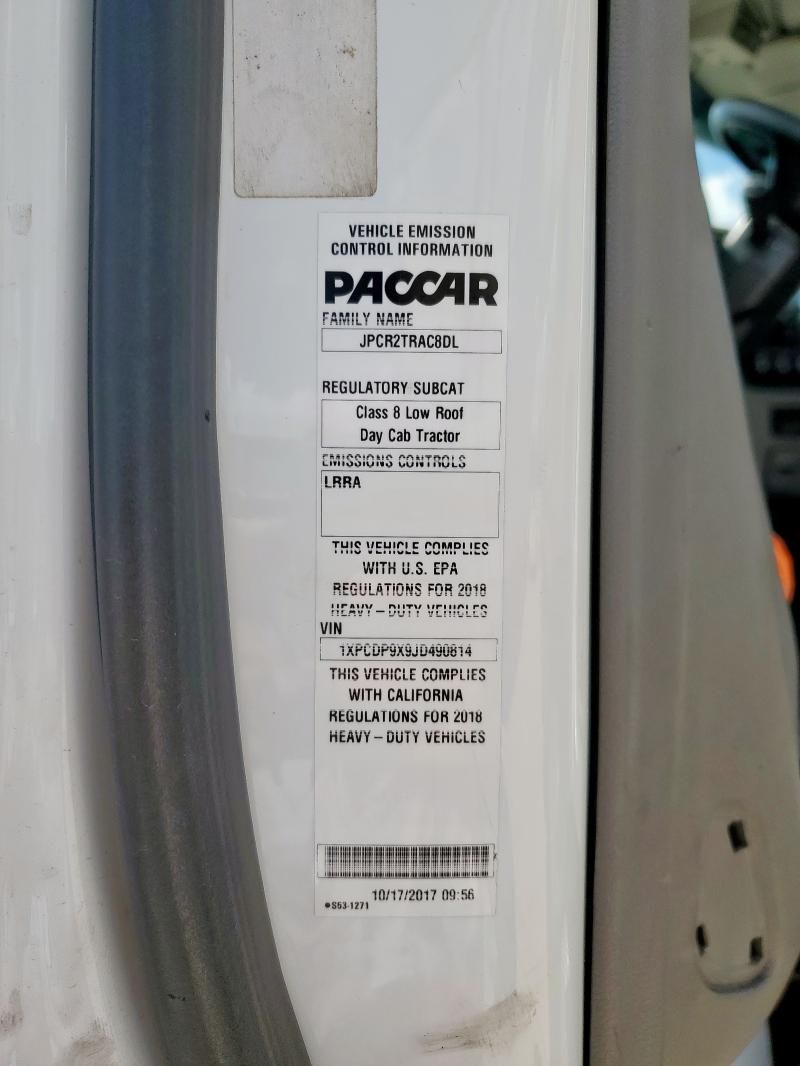 VEHICLE EMISSION
CONTROL INFORMATION
PACCAR
FAMILY NAME
JPCR2TRAC8DL
REGULATORY SUBCAT
Class 8 Low Roof
Day Cab Tractor
EMISSIONS CONTROLS
LRRA
THIS VEHICLE COMPLIES
WITH U.S. EPA
REGULATIONS FOR 2018
HEAVY-DUTY VEHICLES
VIN
1XPCDP9X9JD490814
THIS VEHICLE COMPLIES
WITH CALIFORNIA
REGULATIONS FOR 2018
HEAVY-DUTY VEHICLES
10/17/2017 09:56
S53-1271